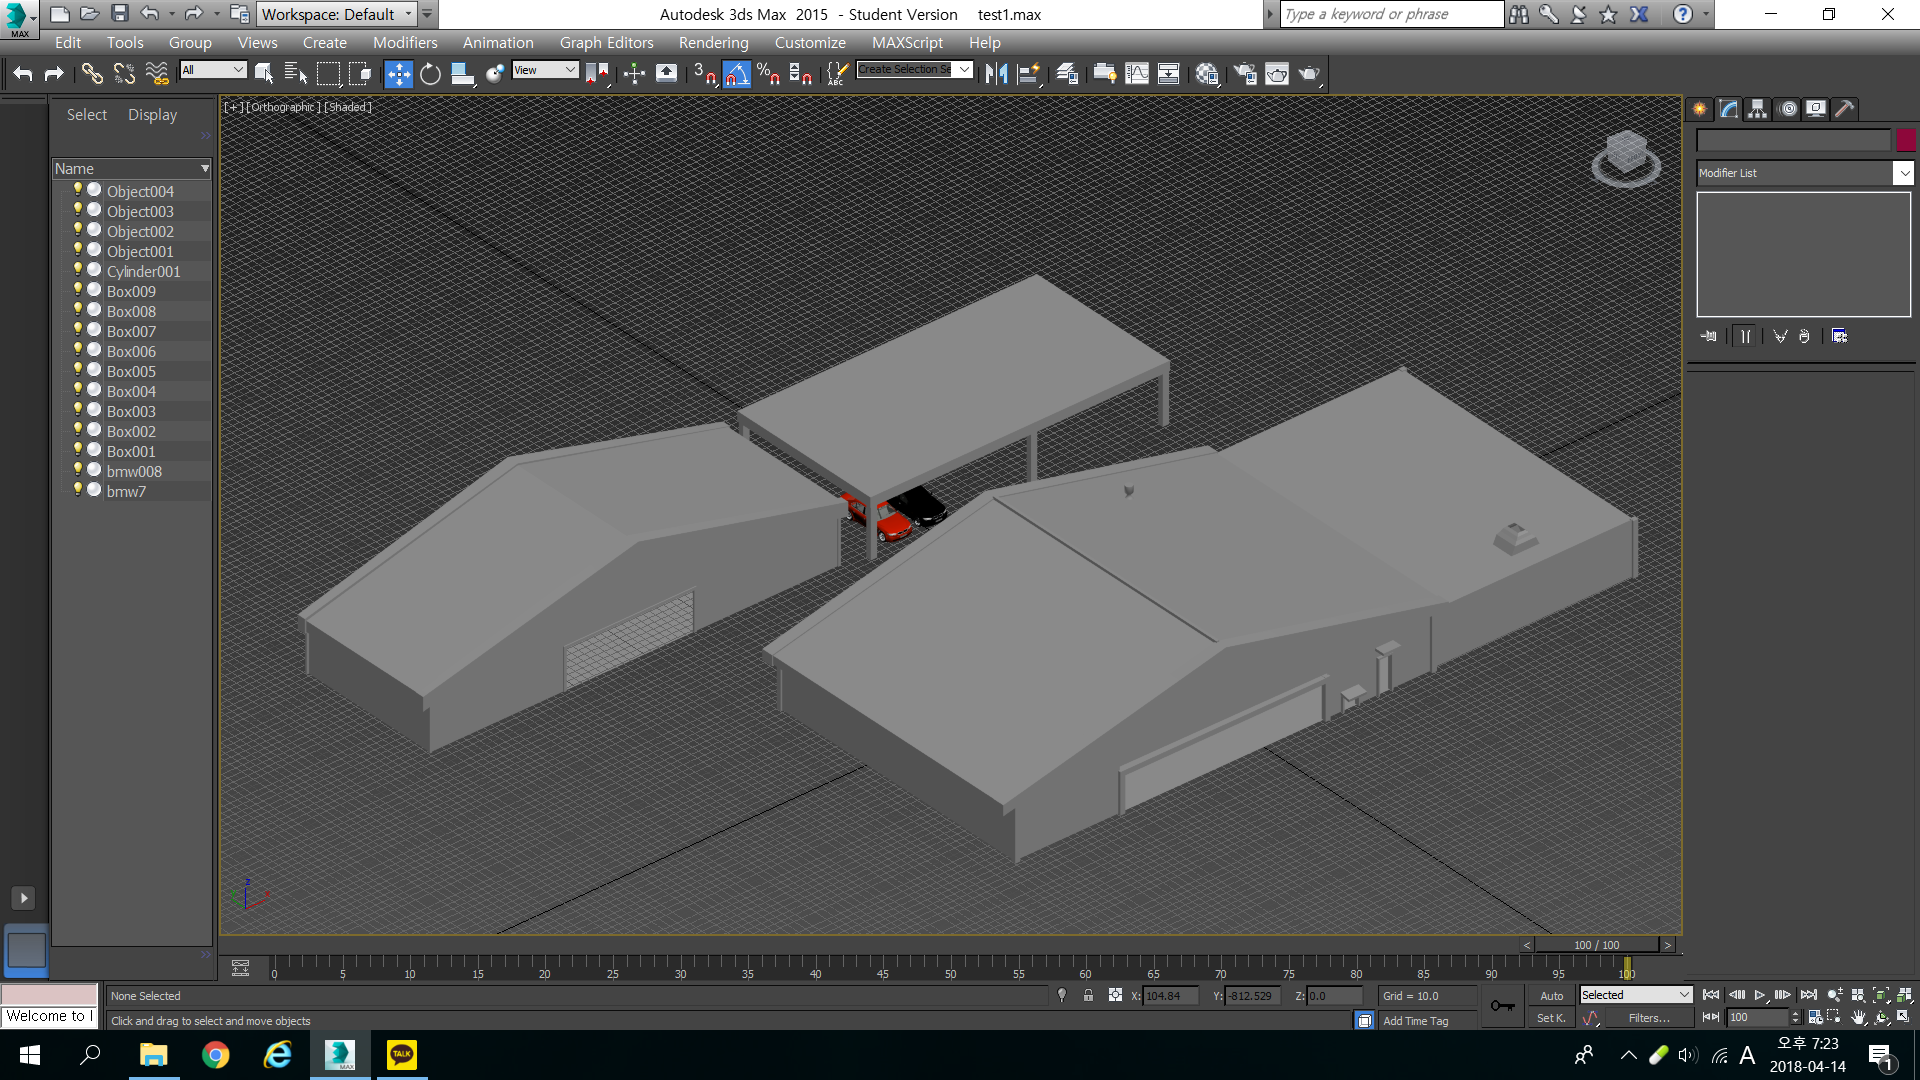 MAX
Workspace: Default
Autodesk 3ds Max 2015 - Student Version test1.max
Type a keyword or phrase
Edit Tools Group Views Create Modifiers Animation Graph Editors Rendering Customize MAXScript Help
All
View
3
%
ABC
Create Selection Se
Select Display
[+] [Orthographic] [Shaded]
Name
Object004
Object003
Object002
Object001
Cylinder001
Box009
Box008
Box007
Box006
Box005
Box004
Box003
Box002
Box001
bmw008
bmw7
Modifier List
z
100 / 100
0 5 10 15 20 25 30 35 40 45 50 55 60 65 70 75 80 85 90 95 100
None Selected
X: 104.84 Y: -812.529 Z: 0.0
Grid = 10.0
Auto
Selected
Welcome to I
Click and drag to select and move objects
Add Time Tag
Set K.
Filters...
100
MAX
TALK
A
오후 7:23
2018-04-14
1